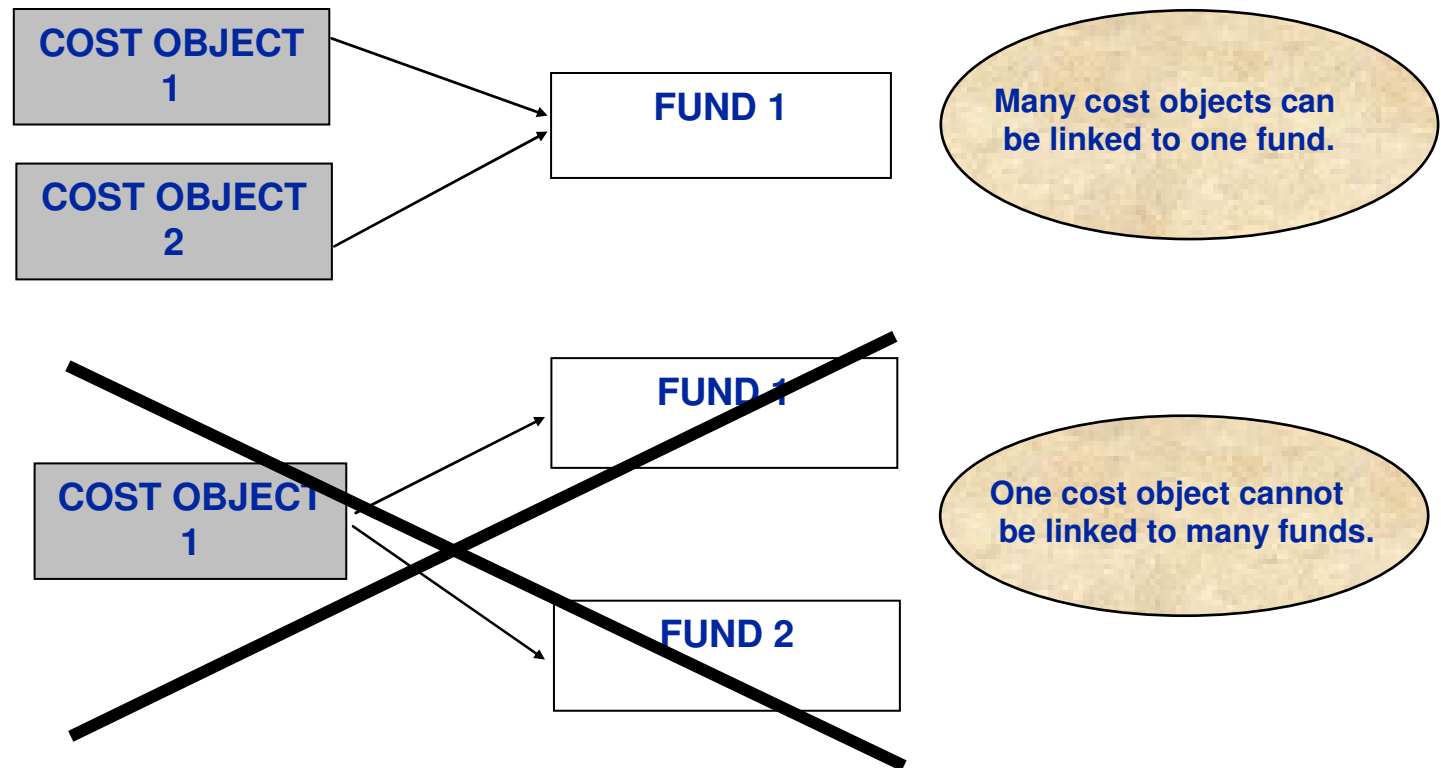 COST OBJECT
1
FUND 1
Many cost objects can
be linked to one fund.
COST OBJECT
2
FUND 1
COST OBJECT
1
One cost object cannot
be linked to many funds.
FUND 2